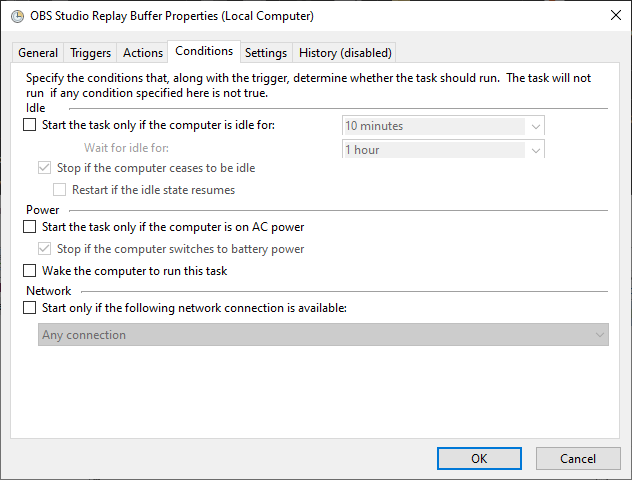 OBS Studio Replay Buffer Properties (Local Computer)
General Triggers Actions Conditions Settings History (disabled)
Specify the conditions that, along with the trigger, determine whether the task should run. The task will not
run if any condition specified here is not true.
Idle
Start the task only if the computer is idle for: 10 minutes
Wait for idle for: 1 hour
Stop if the computer ceases to be idle
Restart if the idle state resumes
Power
Start the task only if the computer is on AC power
Stop if the computer switches to battery power
Wake the computer to run this task
Network
Start only if the following network connection is available:
Any connection
OK Cancel